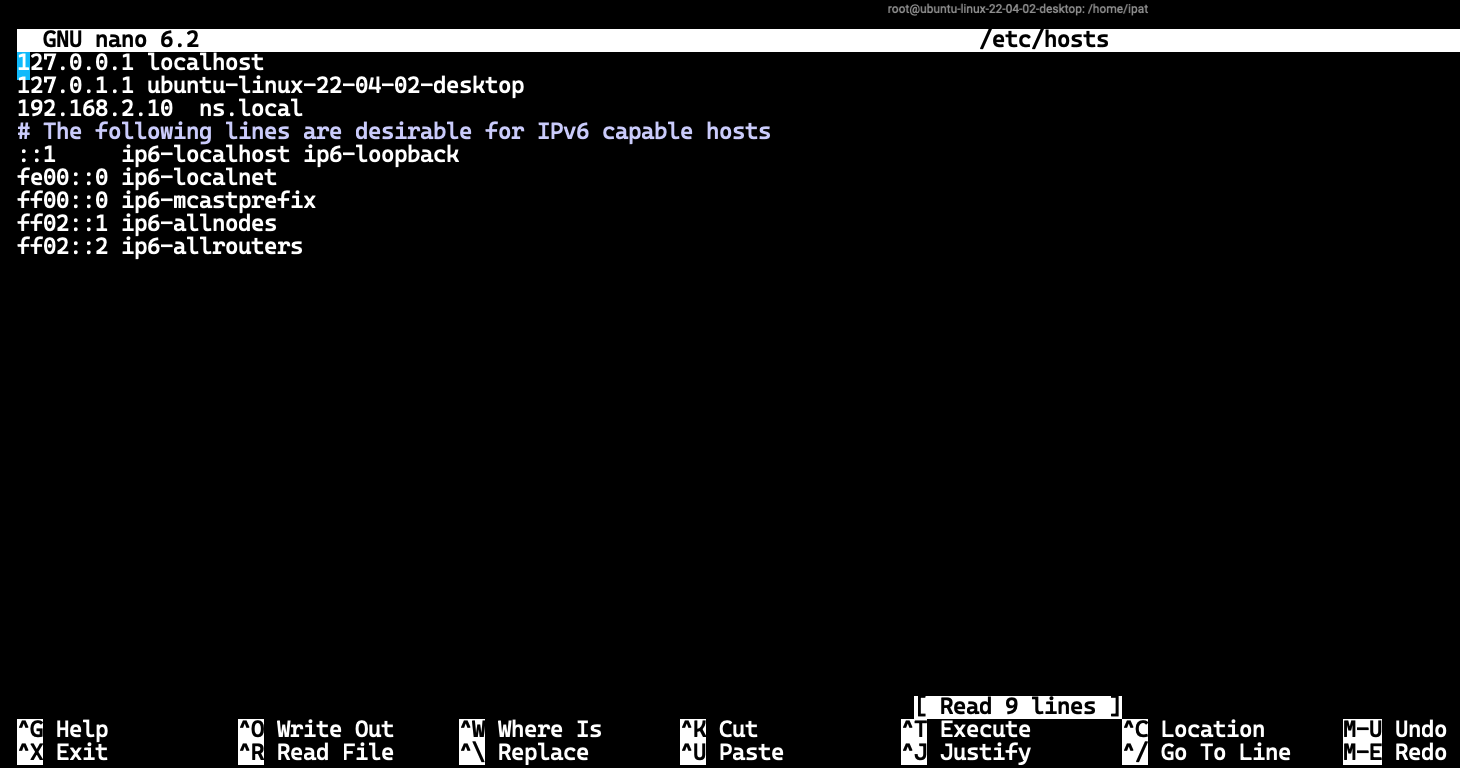 root@ubuntu-linux-22-04-02-desktop: /home/ipat
GNU nano 6.2 /etc/hosts
127.0.0.1 localhost
127.0.1.1 ubuntu-linux-22-04-02-desktop
192.168.2.10  ns.local
# The following lines are desirable for IPv6 capable hosts
::1     ip6-localhost ip6-loopback
fe00::0 ip6-localnet
ff00::0 ip6-mcastprefix
ff02::1 ip6-allnodes
ff02::2 ip6-allrouters
[ Read 9 lines ]
^G Help ^O Write Out ^W Where Is ^K Cut ^T Execute ^C Location M-U Undo
^X Exit ^R Read File ^\ Replace ^U Paste ^J Justify ^/ Go To Line M-E Redo